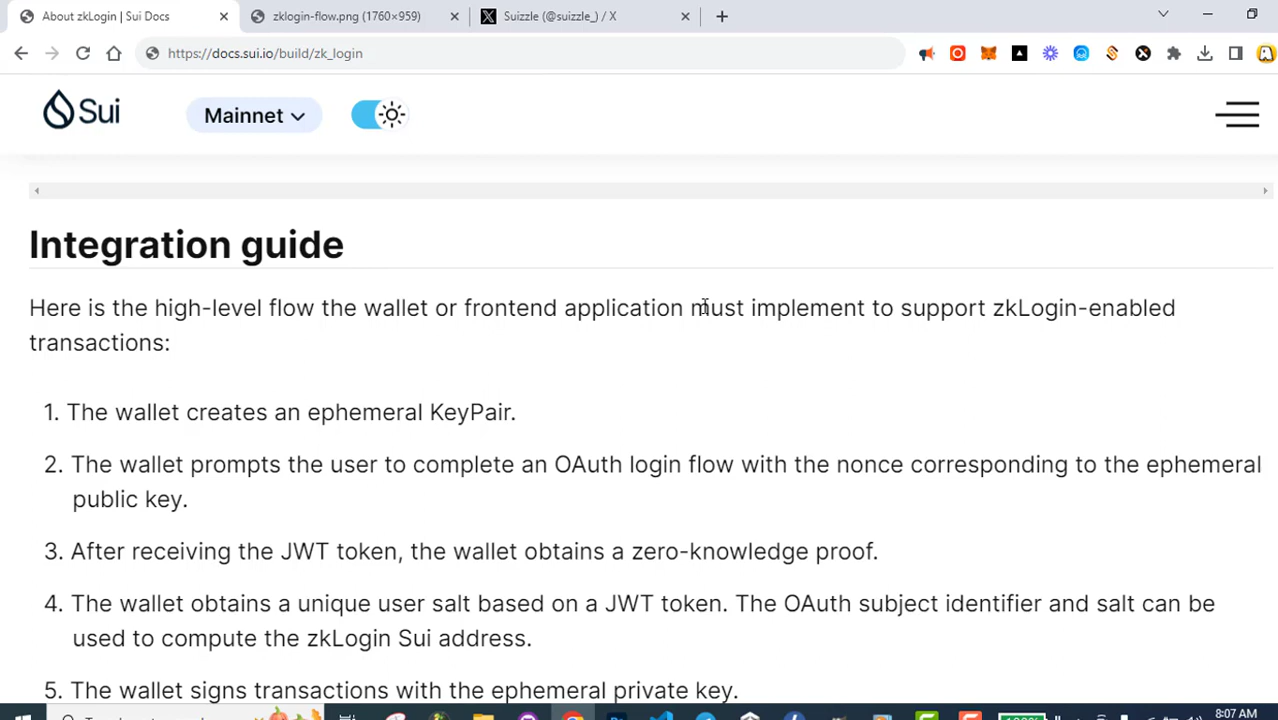 About zkLogin | Sui Docs
zklogin-flow.png (1760×959)
Suizzle (@suizzle_) / X
https://docs.sui.io/build/zk_login
Sui
Mainnet
Integration guide
Here is the high-level flow the wallet or frontend application must implement to support zkLogin-enabled
transactions:
1. The wallet creates an ephemeral KeyPair.
2. The wallet prompts the user to complete an OAuth login flow with the nonce corresponding to the ephemeral
public key.
3. After receiving the JWT token, the wallet obtains a zero-knowledge proof.
4. The wallet obtains a unique user salt based on a JWT token. The OAuth subject identifier and salt can be
used to compute the zkLogin Sui address.
5. The wallet signs transactions with the ephemeral private key.
100%
8:07 AM